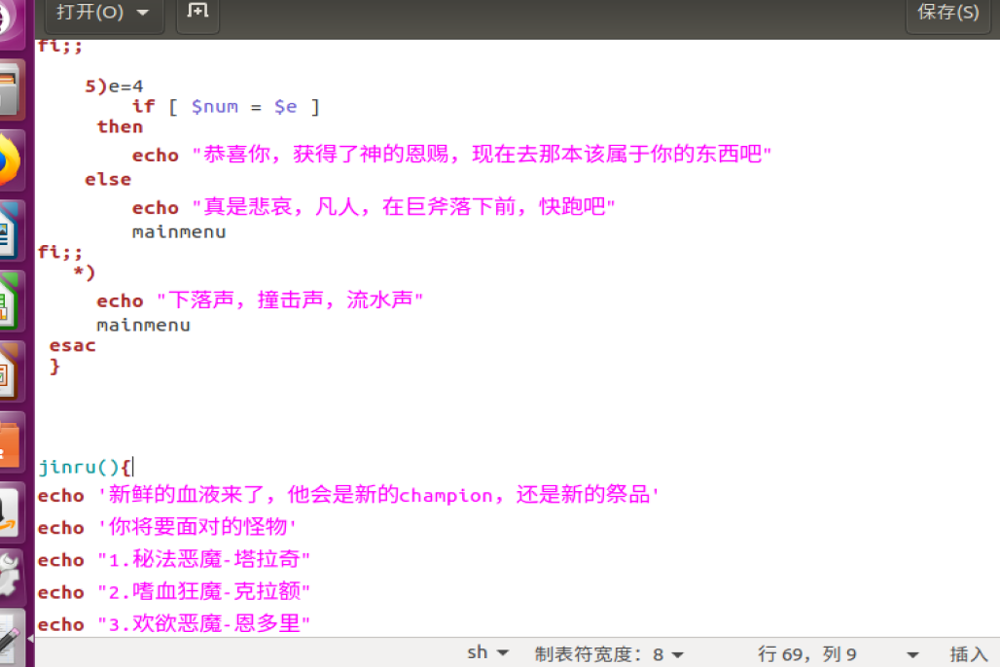 打开(O)
保存(S)
fi;;
5)e=4
if [ $num = $e ]
then
echo "恭喜你，获得了神的恩赐，现在去那本该属于你的东西吧"
else
echo "真是悲哀，凡人，在巨斧落下前，快跑吧"
mainmenu
fi;;
*)
echo "下落声，撞击声，流水声"
mainmenu
esac
}
jinru(){
echo '新鲜的血液来了，他会是新的champion，还是新的祭品'
echo '你将要面对的怪物'
echo "1.秘法恶魔-塔拉奇"
echo "2.嗜血狂魔-克拉额"
echo "3.欢欲恶魔-恩多里"
sh 制表符宽度：8 行 69，列 9 插入